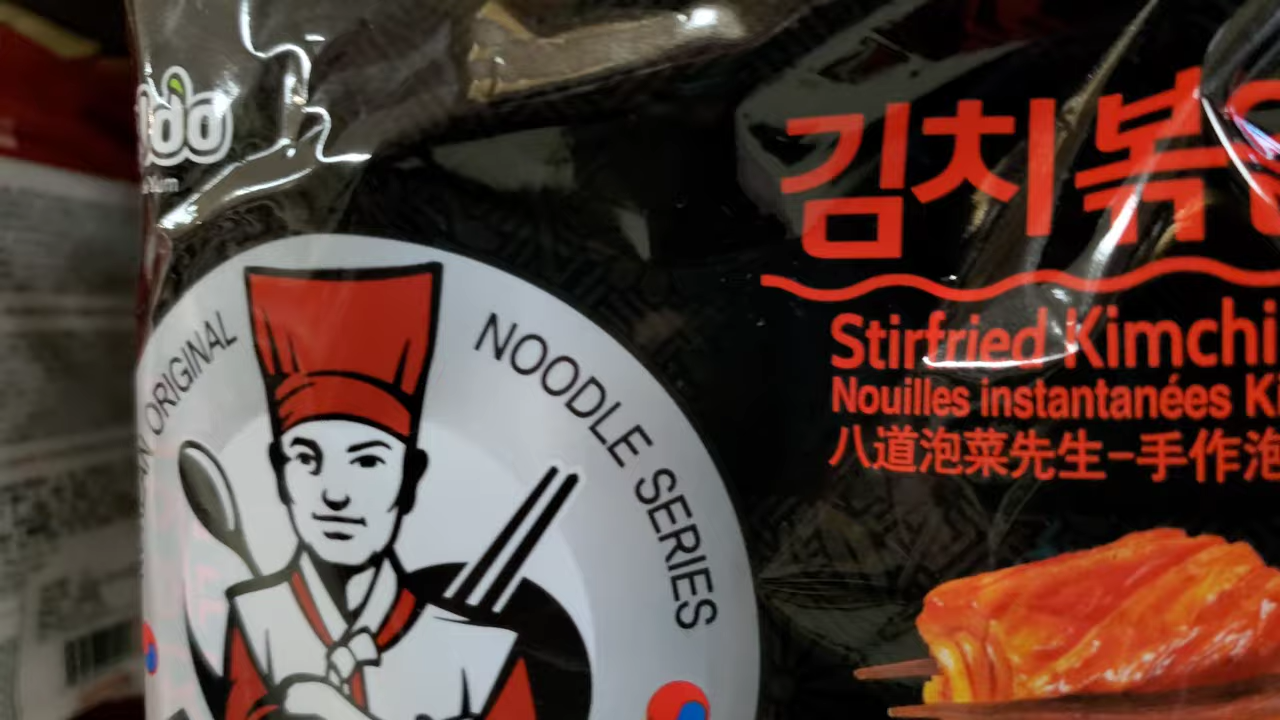 김치볶
Stirfried Kimchi
Nouilles instantanées
八道泡菜先生-手作泡
ORIGINAL
NOODLE SERIES